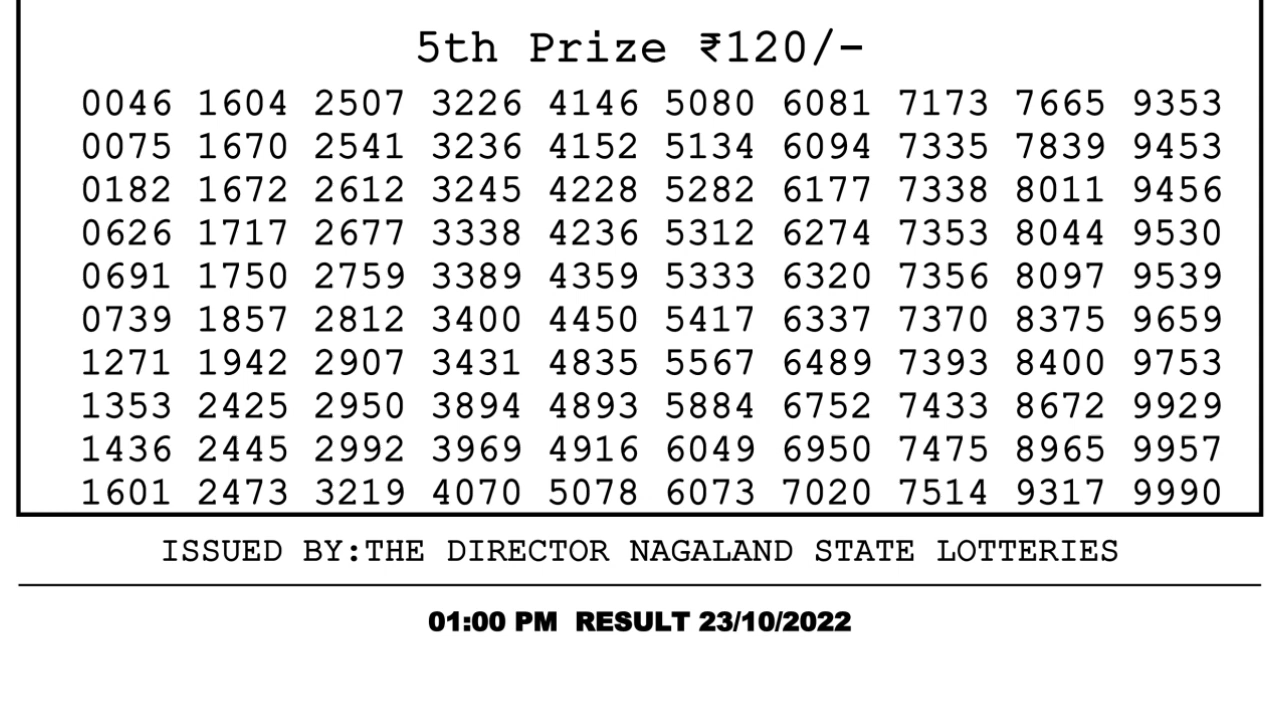 5th Prize ₹120/-
0046 1604 2507 3226 4146 5080 6081 7173 7665 9353
0075 1670 2541 3236 4152 5134 6094 7335 7839 9453
0182 1672 2612 3245 4228 5282 6177 7338 8011 9456
0626 1717 2677 3338 4236 5312 6274 7353 8044 9530
0691 1750 2759 3389 4359 5333 6320 7356 8097 9539
0739 1857 2812 3400 4450 5417 6337 7370 8375 9659
1271 1942 2907 3431 4835 5567 6489 7393 8400 9753
1353 2425 2950 3894 4893 5884 6752 7433 8672 9929
1436 2445 2992 3969 4916 6049 6950 7475 8965 9957
1601 2473 3219 4070 5078 6073 7020 7514 9317 9990
ISSUED BY:THE DIRECTOR NAGALAND STATE LOTTERIES
01:00 PM RESULT 23/10/2022